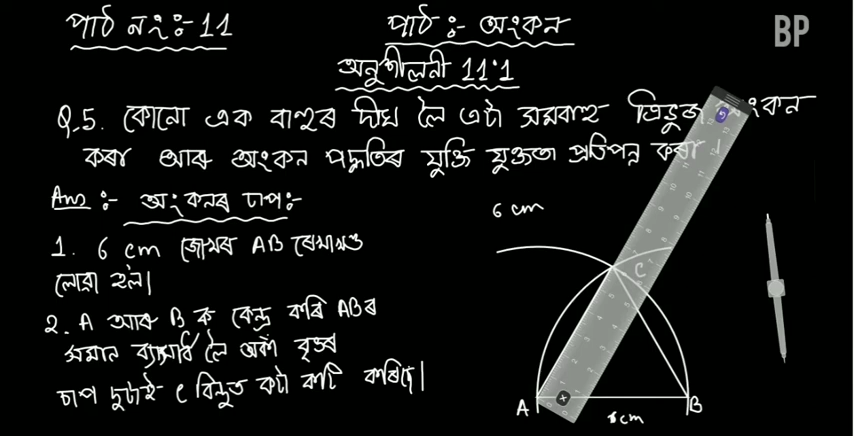 পাঠ নং:- 11
পাঠ :- অংকন
BP
অনুশীলনী 11.1
Q.5. কোনো এক বাহুৰ দীঘ লৈ এটা সমবাহু ত্ৰিভুজ অংকন
কৰা আৰু অংকন পদ্ধতিৰ যুক্তি যুক্ততা প্ৰতিপন্ন কৰা।
Ans :- অংকনৰ ঢাপ:-
6 cm
1. 6 cm জোখৰ AB ৰেখাখণ্ড
লোৱা হ'ল।
2. A আৰু B ক কেন্দ্ৰ কৰি ABৰ
সমান ব্যাসাৰ্ধ লৈ অঁকা বৃত্তৰ
চাপ দুটাই C বিন্দুত কটা কটি কৰিছে।
C
A
B
6cm